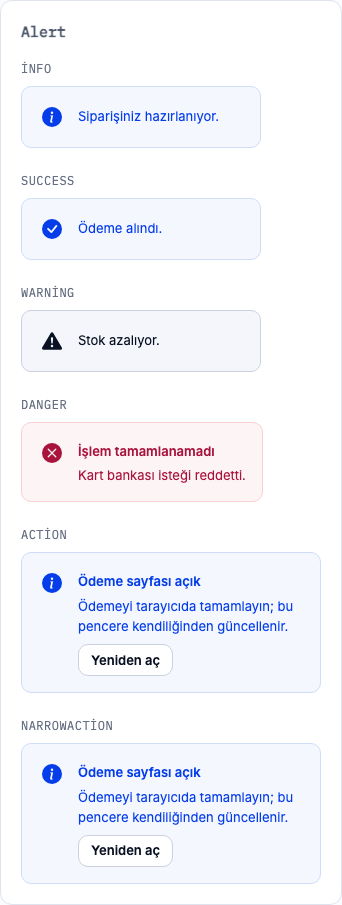 Alert
İNFO
Siparişiniz hazırlanıyor.
SUCCESS
Ödeme alındı.
WARNİNG
Stok azalıyor.
DANGER
İşlem tamamlanamadı
Kart bankası isteği reddetti.
ACTİON
Ödeme sayfası açık
Ödemeyi tarayıcıda tamamlayın; bu
pencere kendiliğinden güncellenir.
Yeniden aç
NARROWACTİON
Ödeme sayfası açık
Ödemeyi tarayıcıda tamamlayın; bu
pencere kendiliğinden güncellenir.
Yeniden aç